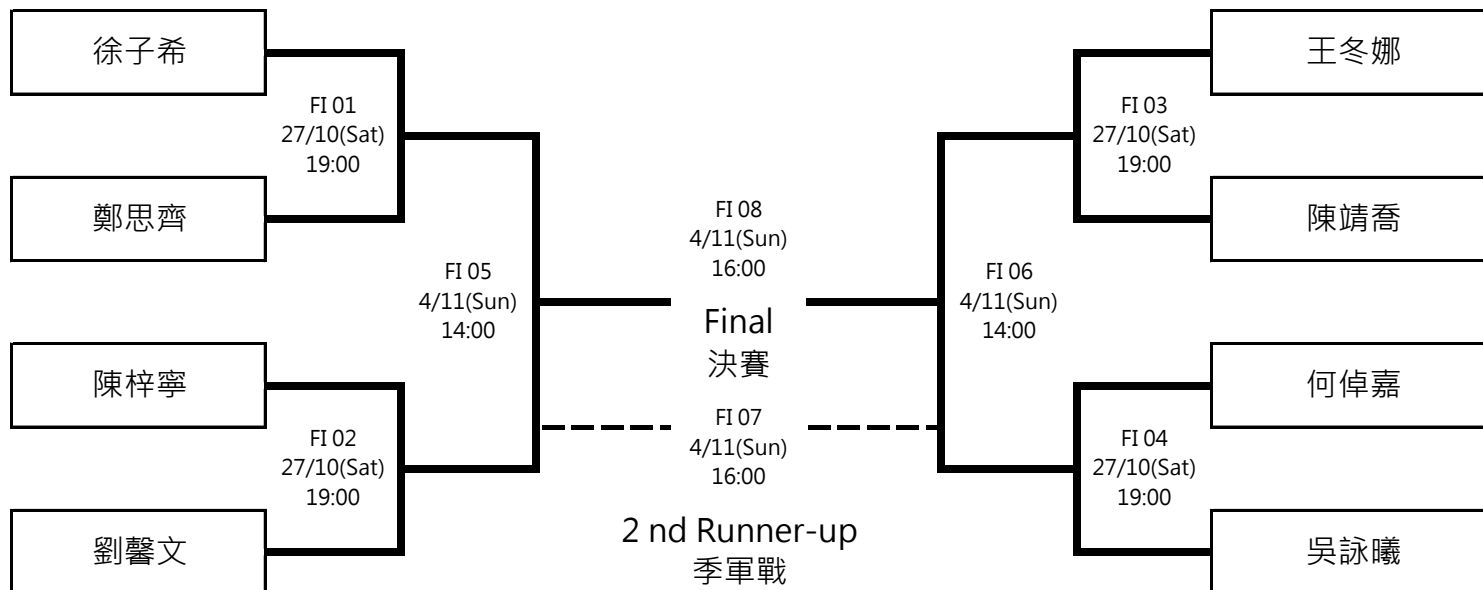 徐子希
FI 01
27/10(Sat)
19:00
鄭思齊
FI 05
4/11(Sun)
14:00
陳梓寧
FI 02
27/10(Sat)
19:00
劉馨文
FI 08
4/11(Sun)
16:00
Final
決賽
FI 07
4/11(Sun)
16:00
2 nd Runner-up
季軍戰
王冬娜
FI 03
27/10(Sat)
19:00
陳靖喬
FI 06
4/11(Sun)
14:00
何倬嘉
FI 04
27/10(Sat)
19:00
吳詠曦